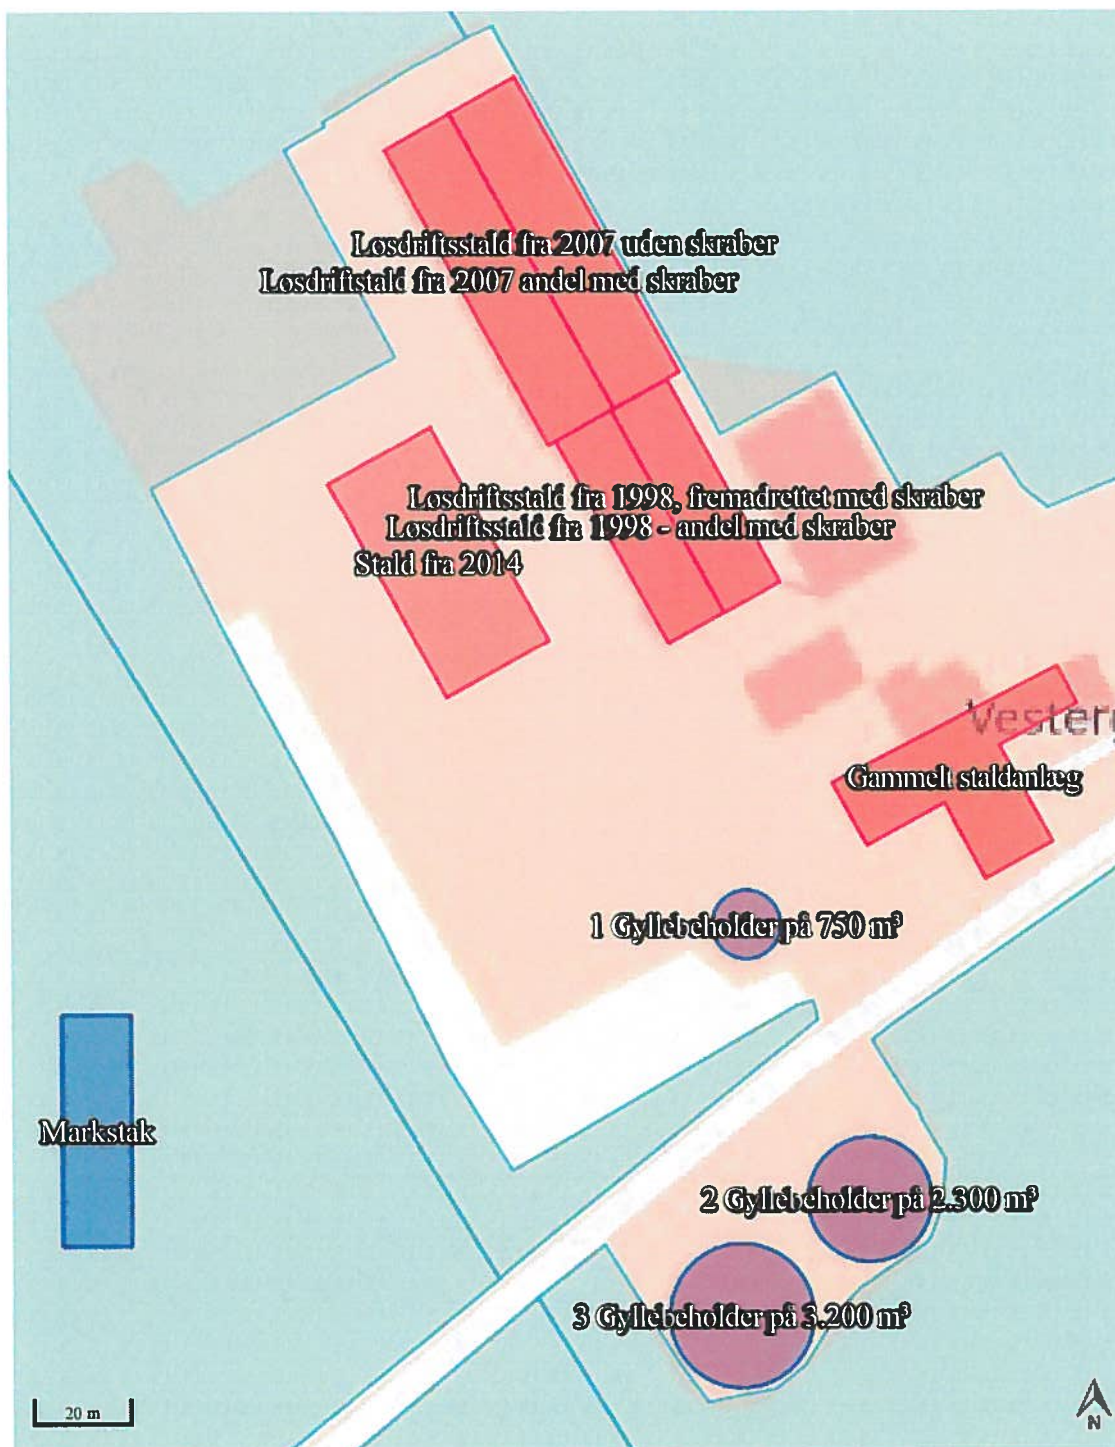 Løsdriftsstald fra 2007 uden skraber
Løsdriftstald fra 2007 andel med skraber
Løsdriftsstald fra 1998, fremadrettet med skraber
Løsdriftsstald fra 1998 - andel med skraber
Stald fra 2014
Vesterg
Gammelt staldanlæg
1 Gyllebeholder på 750 m³
Markstak
2 Gyllebeholder på 2.300 m³
3 Gyllebeholder på 3.200 m³
20 m
N